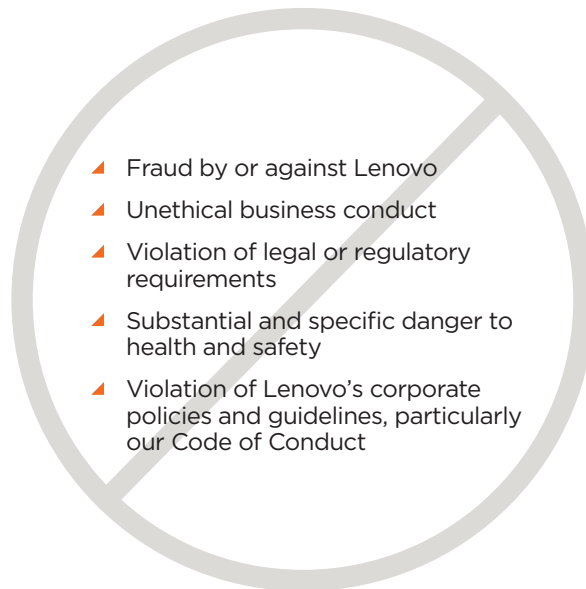 Fraud by or against Lenovo
Unethical business conduct
Violation of legal or regulatory
requirements
Substantial and specific danger to
health and safety
Violation of Lenovo’s corporate
policies and guidelines, particularly
our Code of Conduct